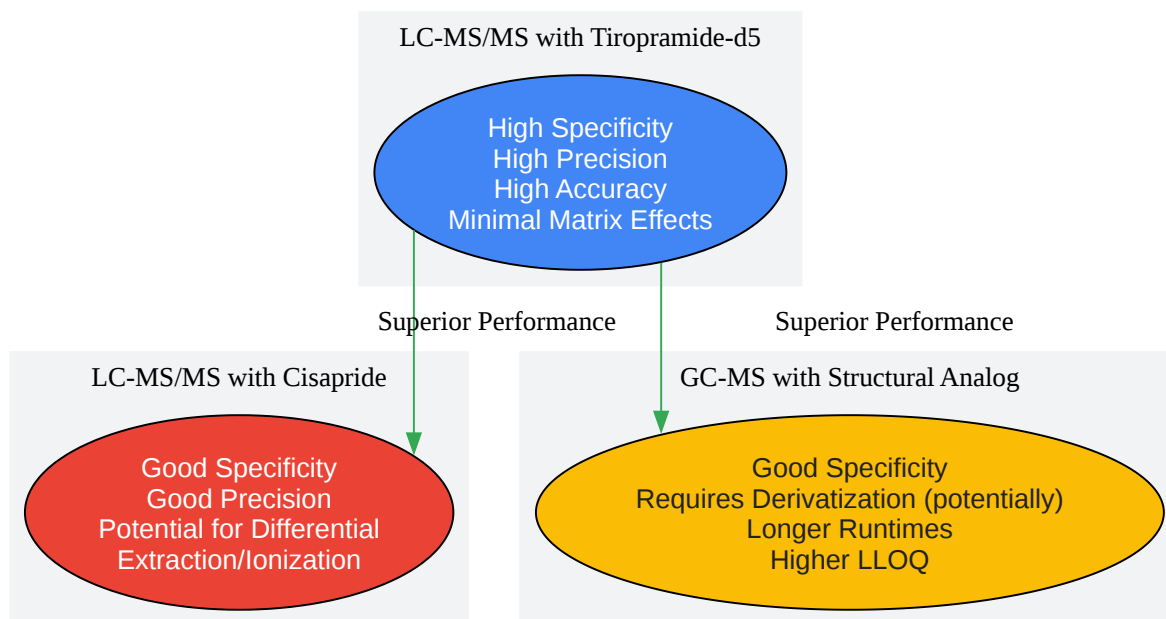 LC-MS/MS with Tiropramide-d5
High Specificity
High Precision
High Accuracy
Minimal Matrix Effects
Superior Performance
Superior Performance
LC-MS/MS with Cisapride
Good Specificity
Good Precision
Potential for Differential
Extraction/Ionization
GC-MS with Structural Analog
Good Specificity
Requires Derivatization (potentially)
Longer Runtimes
Higher LLOQ